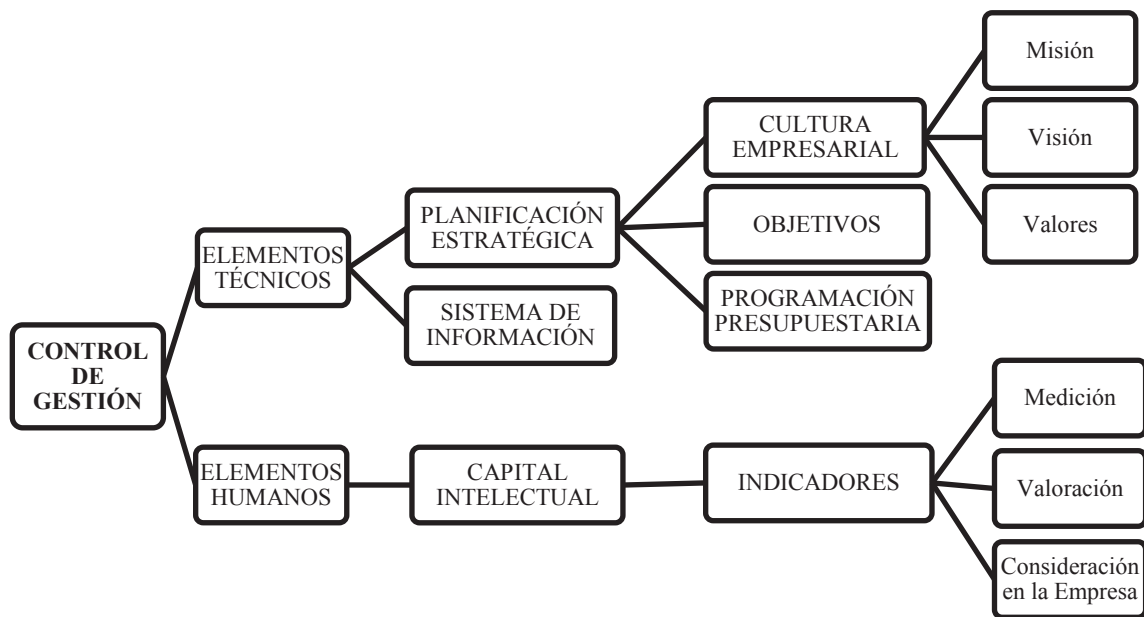 CONTROL
DE
GESTIÓN
ELEMENTOS
TÉCNICOS
PLANIFICACIÓN
ESTRATÉGICA
CULTURA
EMPRESARIAL
Misión
Visión
Valores
OBJETIVOS
PROGRAMACIÓN
PRESUPUESTARIA
SISTEMA DE
INFORMACIÓN
ELEMENTOS
HUMANOS
CAPITAL
INTELECTUAL
INDICADORES
Medición
Valoración
Consideración
en la Empresa